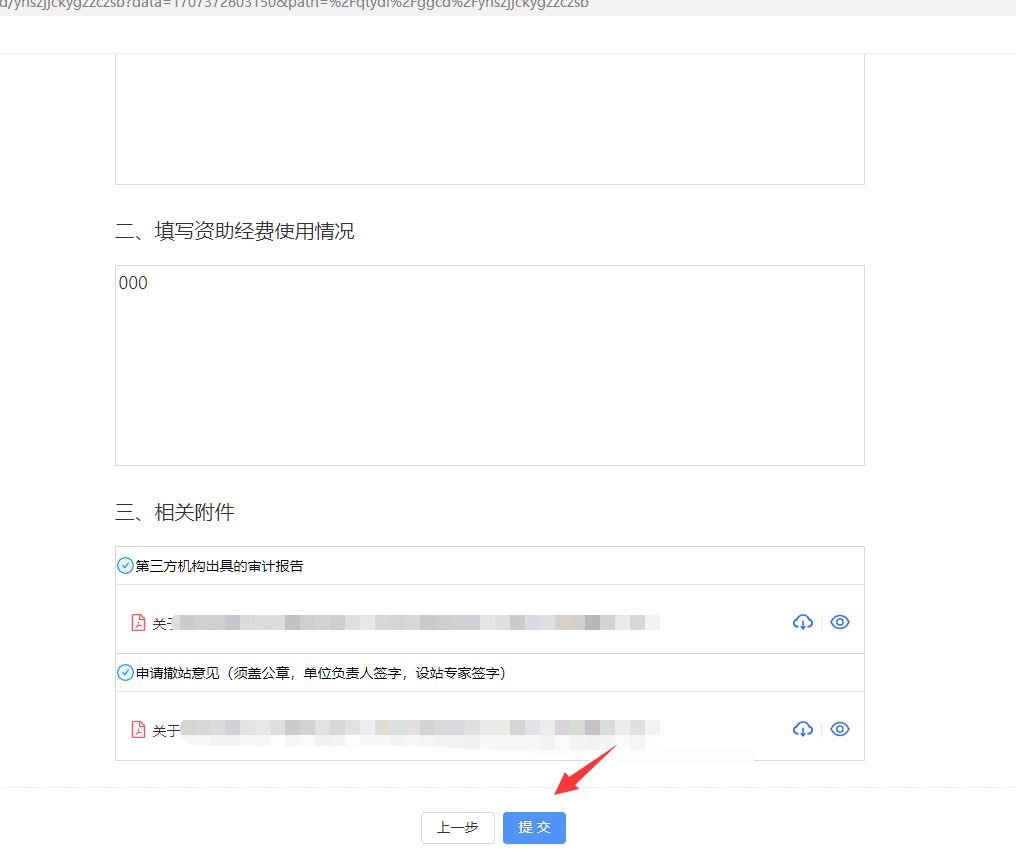 d/yhszjjckygzzczsb?data=1707372803150&path=%2Fqtydl%2Fggcd%2Fyhszjjckygzzczsb
二、填写资助经费使用情况
000
三、相关附件
第三方机构出具的审计报告
关于
申请撤站意见（须盖公章，单位负责人签字，设站专家签字）
关于
上一步 提 交